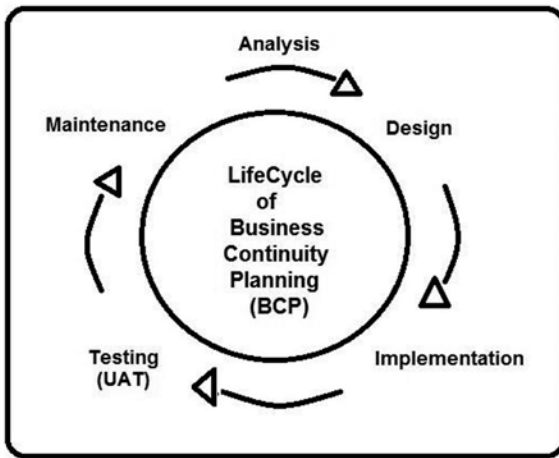 Analysis
Design
Implementation
Testing
(UAT)
Maintenance
LifeCycle
of
Business
Continuity
Planning
(BCP)